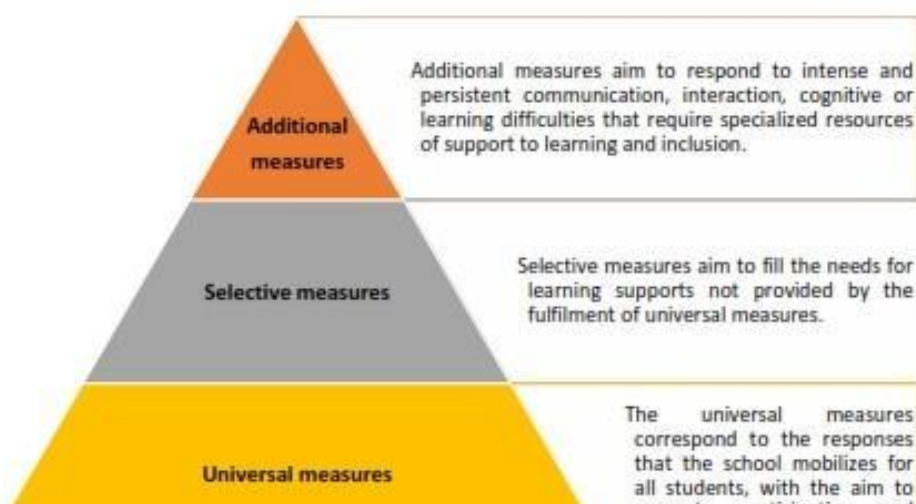 Additional measures aim to respond to intense and
persistent communication, interaction, cognitive or
learning difficulties that require specialized resources
of support to learning and inclusion.
Additional
measures
Selective measures aim to fill the needs for
learning supports not provided by the
fulfilment of universal measures.
Selective measures
The universal measures
correspond to the responses
that the school mobilizes for
all students, with the aim to
Universal measures